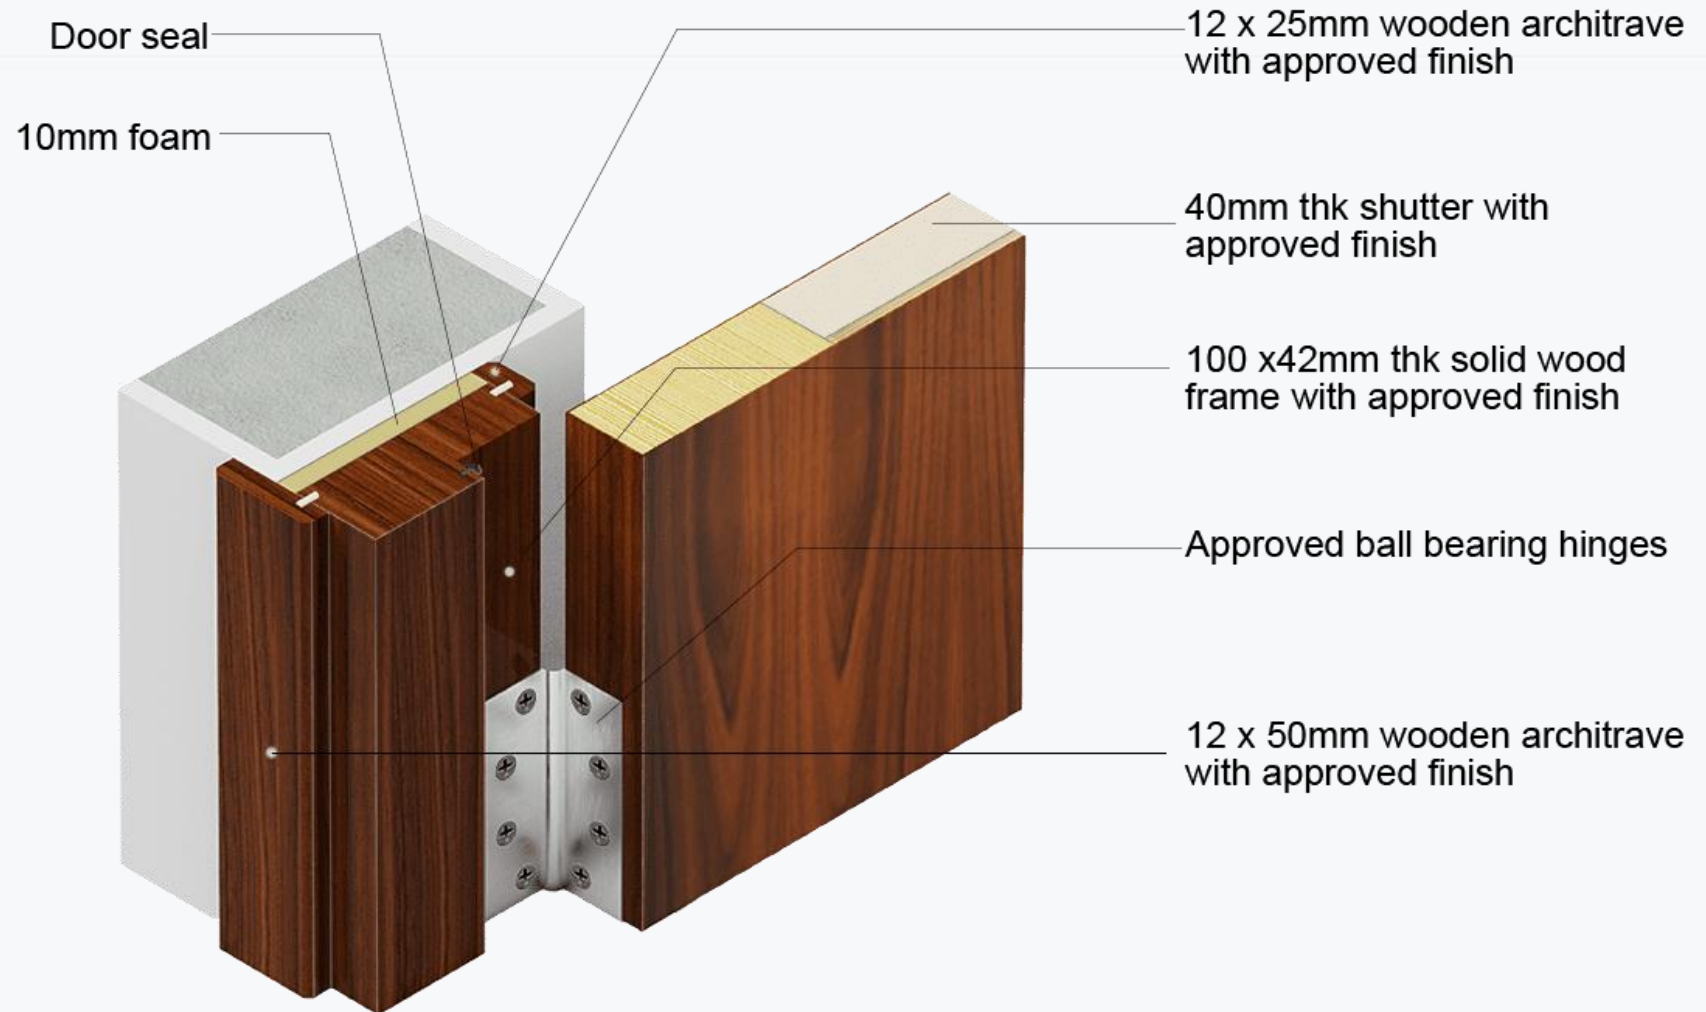 Door seal
10mm foam
12 x 25mm wooden architrave
with approved finish
40mm thk shutter with
approved finish
100 x42mm thk solid wood
frame with approved finish
Approved ball bearing hinges
12 x 50mm wooden architrave
with approved finish